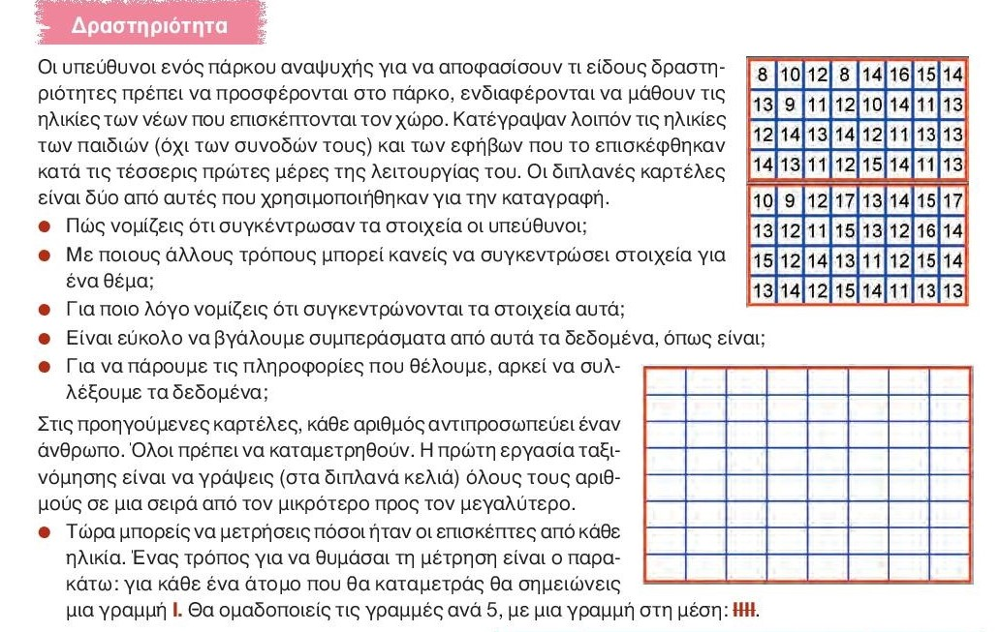 Δραστηριότητα
Οι υπεύθυνοι ενός πάρκου αναψυχής για να αποφασίσουν τι είδους δραστη-
ριότητες πρέπει να προσφέρονται στο πάρκο, ενδιαφέρονται να μάθουν τις
ηλικίες των νέων που επισκέπτονται τον χώρο. Κατέγραψαν λοιπόν τις ηλικίες
των παιδιών (όχι των συνοδών τους) και των εφήβων που το επισκέφθηκαν
κατά τις τέσσερις πρώτες μέρες της λειτουργίας του. Οι διπλανές καρτέλες
είναι δύο από αυτές που χρησιμοποιήθηκαν για την καταγραφή.
8 10 12 8 14 16 15 14
13 9 11 12 10 14 11 13
12 14 13 14 12 11 13 13
14 13 11 12 15 14 11 13
10 9 12 17 13 14 15 17
13 12 11 15 13 12 16 14
15 12 14 13 11 12 15 14
13 14 12 15 14 11 13 13
● Πώς νομίζεις ότι συγκέντρωσαν τα στοιχεία οι υπεύθυνοι;
● Με ποιους άλλους τρόπους μπορεί κανείς να συγκεντρώσει στοιχεία για
ένα θέμα;
● Για ποιο λόγο νομίζεις ότι συγκεντρώνονται τα στοιχεία αυτά;
● Είναι εύκολο να βγάλουμε συμπεράσματα από αυτά τα δεδομένα, όπως είναι;
● Για να πάρουμε τις πληροφορίες που θέλουμε, αρκεί να συλ-
λέξουμε τα δεδομένα;
Στις προηγούμενες καρτέλες, κάθε αριθμός αντιπροσωπεύει έναν
άνθρωπο. Όλοι πρέπει να καταμετρηθούν. Η πρώτη εργασία ταξι-
νόμησης είναι να γράψεις (στα διπλανά κελιά) όλους τους αριθ-
μούς σε μια σειρά από τον μικρότερο προς τον μεγαλύτερο.
● Τώρα μπορείς να μετρήσεις πόσοι ήταν οι επισκέπτες από κάθε
ηλικία. Ένας τρόπος για να θυμάσαι τη μέτρηση είναι ο παρα-
κάτω: για κάθε ένα άτομο που θα καταμετράς θα σημειώνεις
μια γραμμή I. Θα ομαδοποιείς τις γραμμές ανά 5, με μια γραμμή στη μέση: IIII.